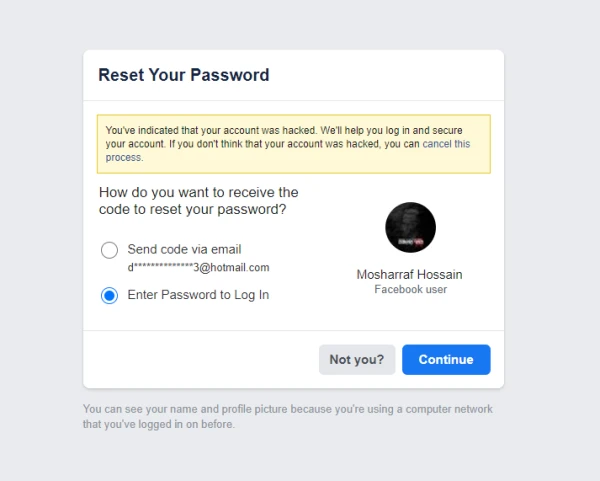 Reset Your Password
You've indicated that your account was hacked. We'll help you log in and secure
your account. If you don't think that your account was hacked, you can cancel this
process.
How do you want to receive the
code to reset your password?
Send code via email
d**************3@hotmail.com
Enter Password to Log In
Mosharraf Hossain
Facebook user
Not you?
Continue
You can see your name and profile picture because you're using a computer network
that you've logged in on before.